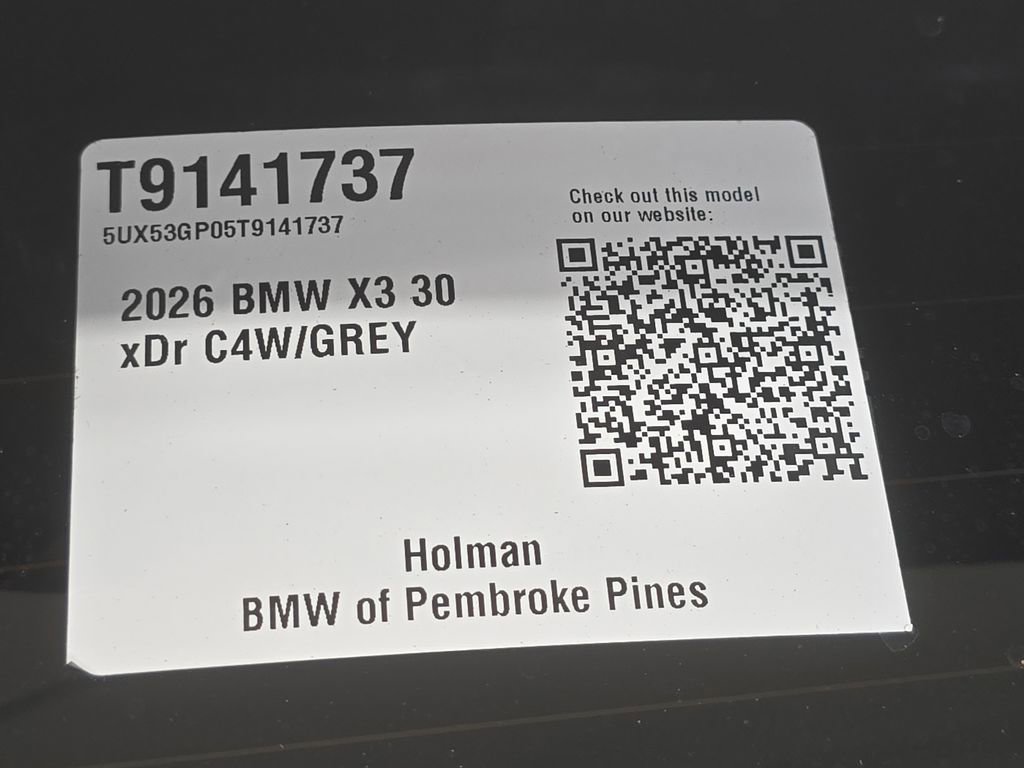 T9141737
5UX53GP05T9141737
2026 BMW X3 30
xDr C4W/GREY
Check out this model
on our website:
Holman
BMW of Pembroke Pines